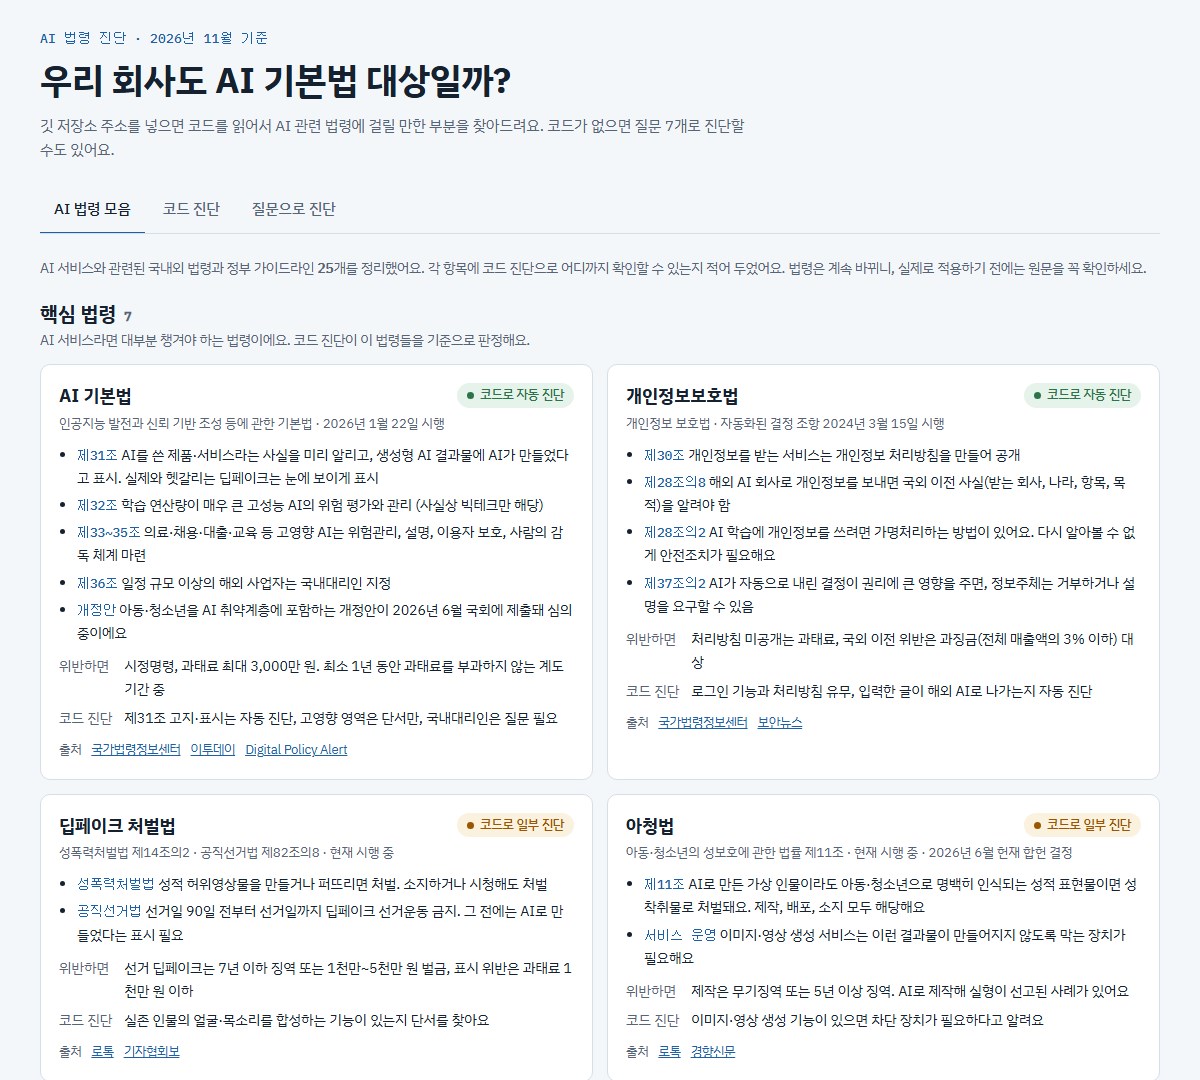 AI 법령 진단 · 2026년 11월 기준
우리 회사도 AI 기본법 대상일까?
깃 저장소 주소를 넣으면 코드를 읽어서 AI 관련 법령에 걸릴 만한 부분을 찾아드려요. 코드가 없으면 질문 7개로 진단할
수도 있어요.
AI 법령 모음 코드 진단 질문으로 진단
AI 서비스와 관련된 국내외 법령과 정부 가이드라인 25개를 정리했어요. 각 항목에 코드 진단으로 어디까지 확인할 수 있는지 적어 두었어요. 법령은 계속 바뀌니, 실제로 적용하기 전에는 원문을 꼭 확인하세요.
핵심 법령 7
AI 서비스라면 대부분 챙겨야 하는 법령이에요. 코드 진단이 이 법령들을 기준으로 판정해요.
AI 기본법 코드로 자동 진단
인공지능 발전과 신뢰 기반 조성 등에 관한 기본법 · 2026년 1월 22일 시행
제31조 AI를 쓴 제품·서비스라는 사실을 미리 알리고, 생성형 AI 결과물에 AI가 만들었다
고 표시. 실제와 헷갈리는 딥페이크는 눈에 보이게 표시
제32조 학습 연산량이 매우 큰 고성능 AI의 위험 평가와 관리 (사실상 빅테크만 해당)
제33~35조 의료·채용·대출·교육 등 고영향 AI는 위험관리, 설명, 이용자 보호, 사람의 감
독 체계 마련
제36조 일정 규모 이상의 해외 사업자는 국내대리인 지정
개정안 아동·청소년을 AI 취약계층에 포함하는 개정안이 2026년 6월 국회에 제출돼 심의
중이에요
위반하면 시정명령, 과태료 최대 3,000만 원. 최소 1년 동안 과태료를 부과하지 않는 계도
기간 중
코드 진단 제31조 고지·표시는 자동 진단, 고영향 영역은 단서만, 국내대리인은 질문 필요
출처 국가법령정보센터 이투데이 Digital Policy Alert
개인정보보호법 코드로 자동 진단
개인정보 보호법 · 자동화된 결정 조항 2024년 3월 15일 시행
제30조 개인정보를 받는 서비스는 개인정보 처리방침을 만들어 공개
제28조의8 해외 AI 회사로 개인정보를 보내면 국외 이전 사실(받는 회사, 나라, 항목, 목
적)을 알려야 함
제28조의2 AI 학습에 개인정보를 쓰려면 가명처리하는 방법이 있어요. 다시 알아볼 수 없
게 안전조치가 필요해요
제37조의2 AI가 자동으로 내린 결정이 권리에 큰 영향을 주면, 정보주체는 거부하거나 설
명을 요구할 수 있음
위반하면 처리방침 미공개는 과태료, 국외 이전 위반은 과징금(전체 매출액의 3% 이하) 대
상
코드 진단 로그인 기능과 처리방침 유무, 입력한 글이 해외 AI로 나가는지 자동 진단
출처 국가법령정보센터 보안뉴스
딥페이크 처벌법 코드로 일부 진단
성폭력처벌법 제14조의2 · 공직선거법 제82조의8 · 현재 시행 중
성폭력처벌법 성적 허위영상물을 만들거나 퍼뜨리면 처벌. 소지하거나 시청해도 처벌
공직선거법 선거일 90일 전부터 선거일까지 딥페이크 선거운동 금지. 그 전에는 AI로 만
들었다는 표시 필요
위반하면 선거 딥페이크는 7년 이하 징역 또는 1천만~5천만 원 벌금, 표시 위반은 과태료 1
천만 원 이하
코드 진단 실존 인물의 얼굴·목소리를 합성하는 기능이 있는지 단서를 찾아요
출처 로톡 기자협회보
아청법 코드로 일부 진단
아동·청소년의 성보호에 관한 법률 제11조 · 현재 시행 중 · 2026년 6월 헌재 합헌 결정
제11조 AI로 만든 가상 인물이라도 아동·청소년으로 명백히 인식되는 성적 표현물이면 성
착취물로 처벌돼요. 제작, 배포, 소지 모두 해당해요
서비스 운영 이미지·영상 생성 서비스는 이런 결과물이 만들어지지 않도록 막는 장치가
필요해요
위반하면 제작은 무기징역 또는 5년 이상 징역. AI로 제작해 실형이 선고된 사례가 있어요
코드 진단 이미지·영상 생성 기능이 있으면 차단 장치가 필요하다고 알려요
출처 로톡 경향신문